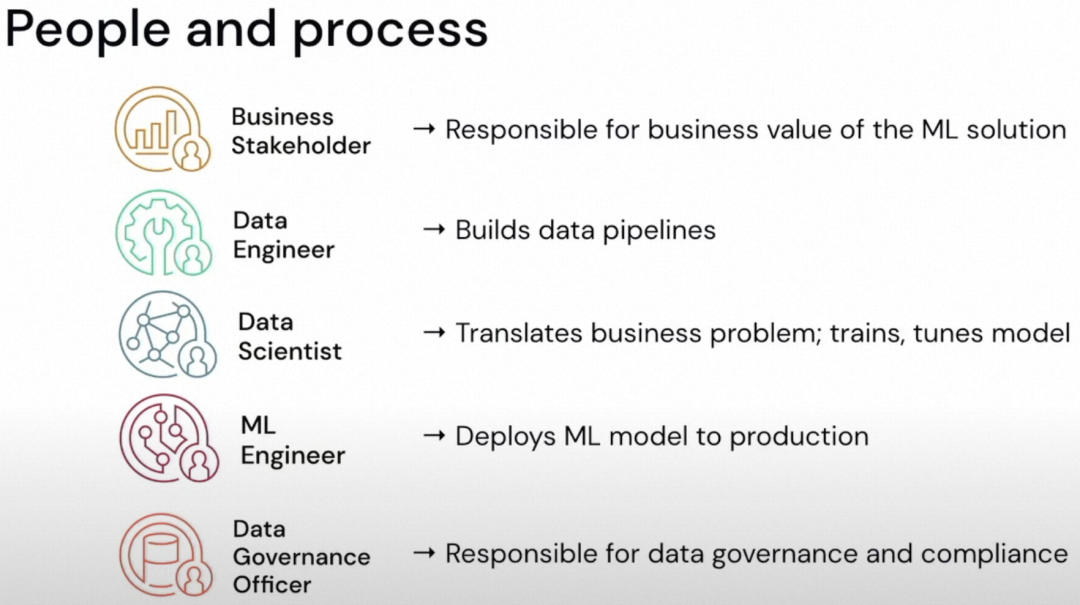 People and process
Business
Stakeholder
→ Responsible for business value of the ML solution
Data
Engineer
→ Builds data pipelines
Data
Scientist
→ Translates business problem; trains, tunes model
ML
Engineer
→ Deploys ML model to production
Data
Governance
Officer
→ Responsible for data governance and compliance